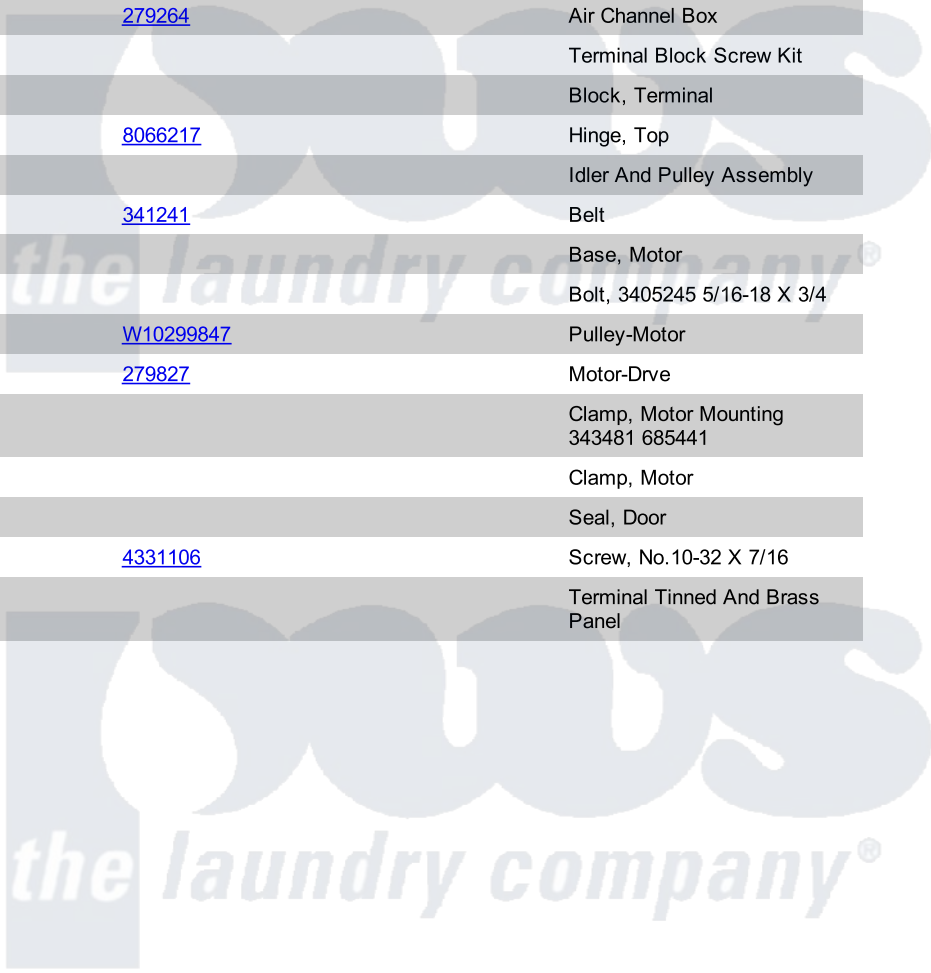 279264 Air Channel Box
Terminal Block Screw Kit
Block, Terminal
8066217 Hinge, Top
Idler And Pulley Assembly
341241 Belt
Base, Motor
Bolt, 3405245 5/16-18 X 3/4
W10299847 Pulley-Motor
279827 Motor-Drve
Clamp, Motor Mounting
343481 685441
Clamp, Motor
Seal, Door
4331106 Screw, No.10-32 X 7/16
Terminal Tinned And Brass
Panel
pws
the laundry company®
pws
the laundry company®